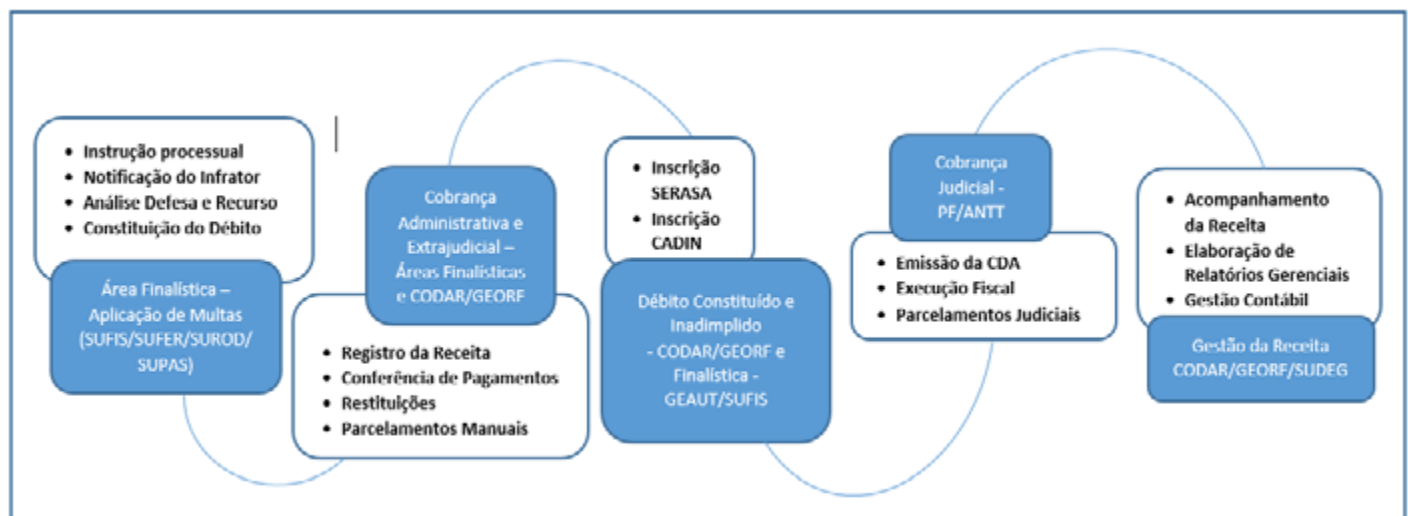 • Instrução processual
• Notificação do Infrator
• Análise Defesa e Recurso
• Constituição do Débito
Área Finalística –
Aplicação de Multas
(SUFIS/SUFER/SUROD/
SUPAS)
Cobrança
Administrativa e
Extrajudicial –
Áreas Finalísticas
e CODAR/GEORF
• Registro da Receita
• Conferência de Pagamentos
• Restituições
• Parcelamentos Manuais
• Inscrição
SERASA
• Inscrição
CADIN
Débito Constituído e
Inadimplido
- CODAR/GEORF e
Finalística -
GEAUT/SUFIS
Cobrança
Judicial -
PF/ANTT
• Emissão da CDA
• Execução Fiscal
• Parcelamentos Judiciais
• Acompanhamento
da Receita
• Elaboração de
Relatórios Gerenciais
• Gestão Contábil
Gestão da Receita
CODAR/GEORF/SUDEG